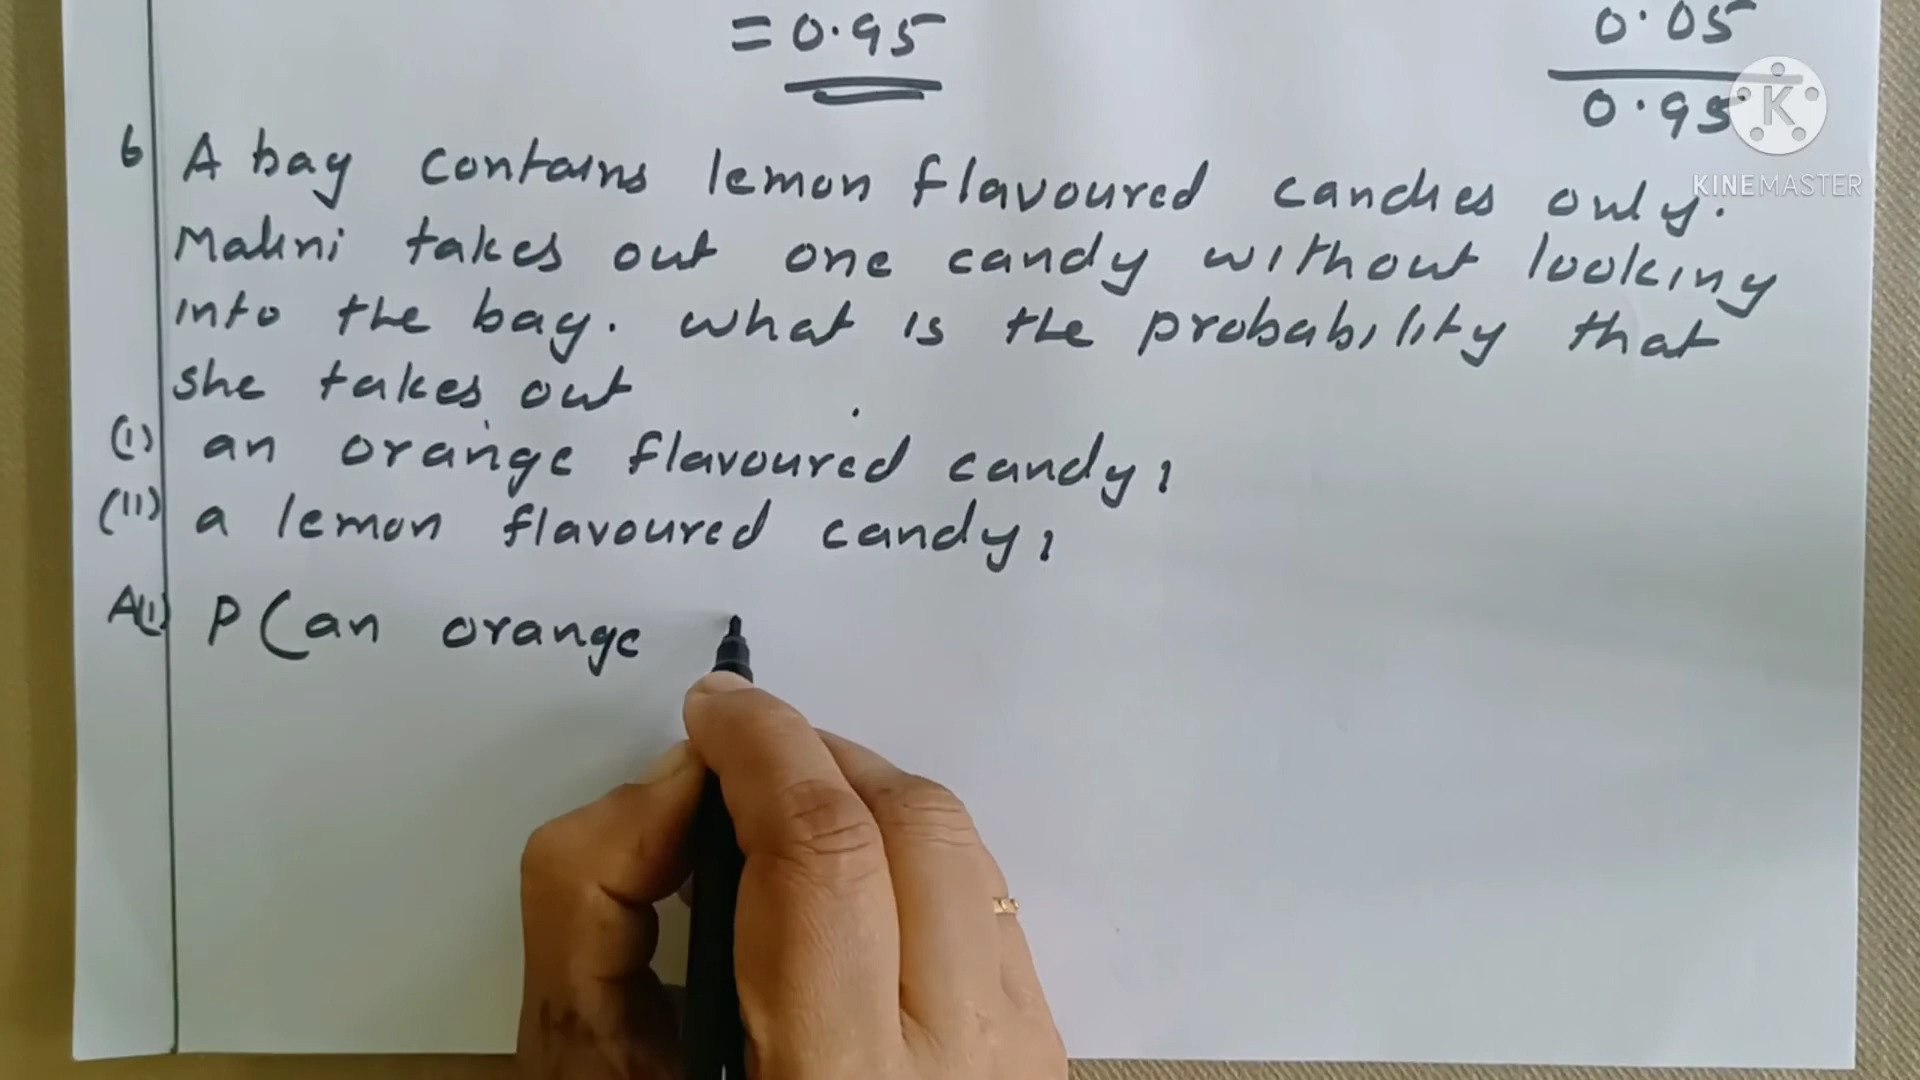 = 0.95
0.05
0.95
KINEMASTER
6 A bag contains lemon flavoured candies only.
Malini takes out one candy without looking
into the bag. what is the probability that
she takes out
(i) an orange flavoured candy,
(ii) a lemon flavoured candy,
A(i) P(an orange